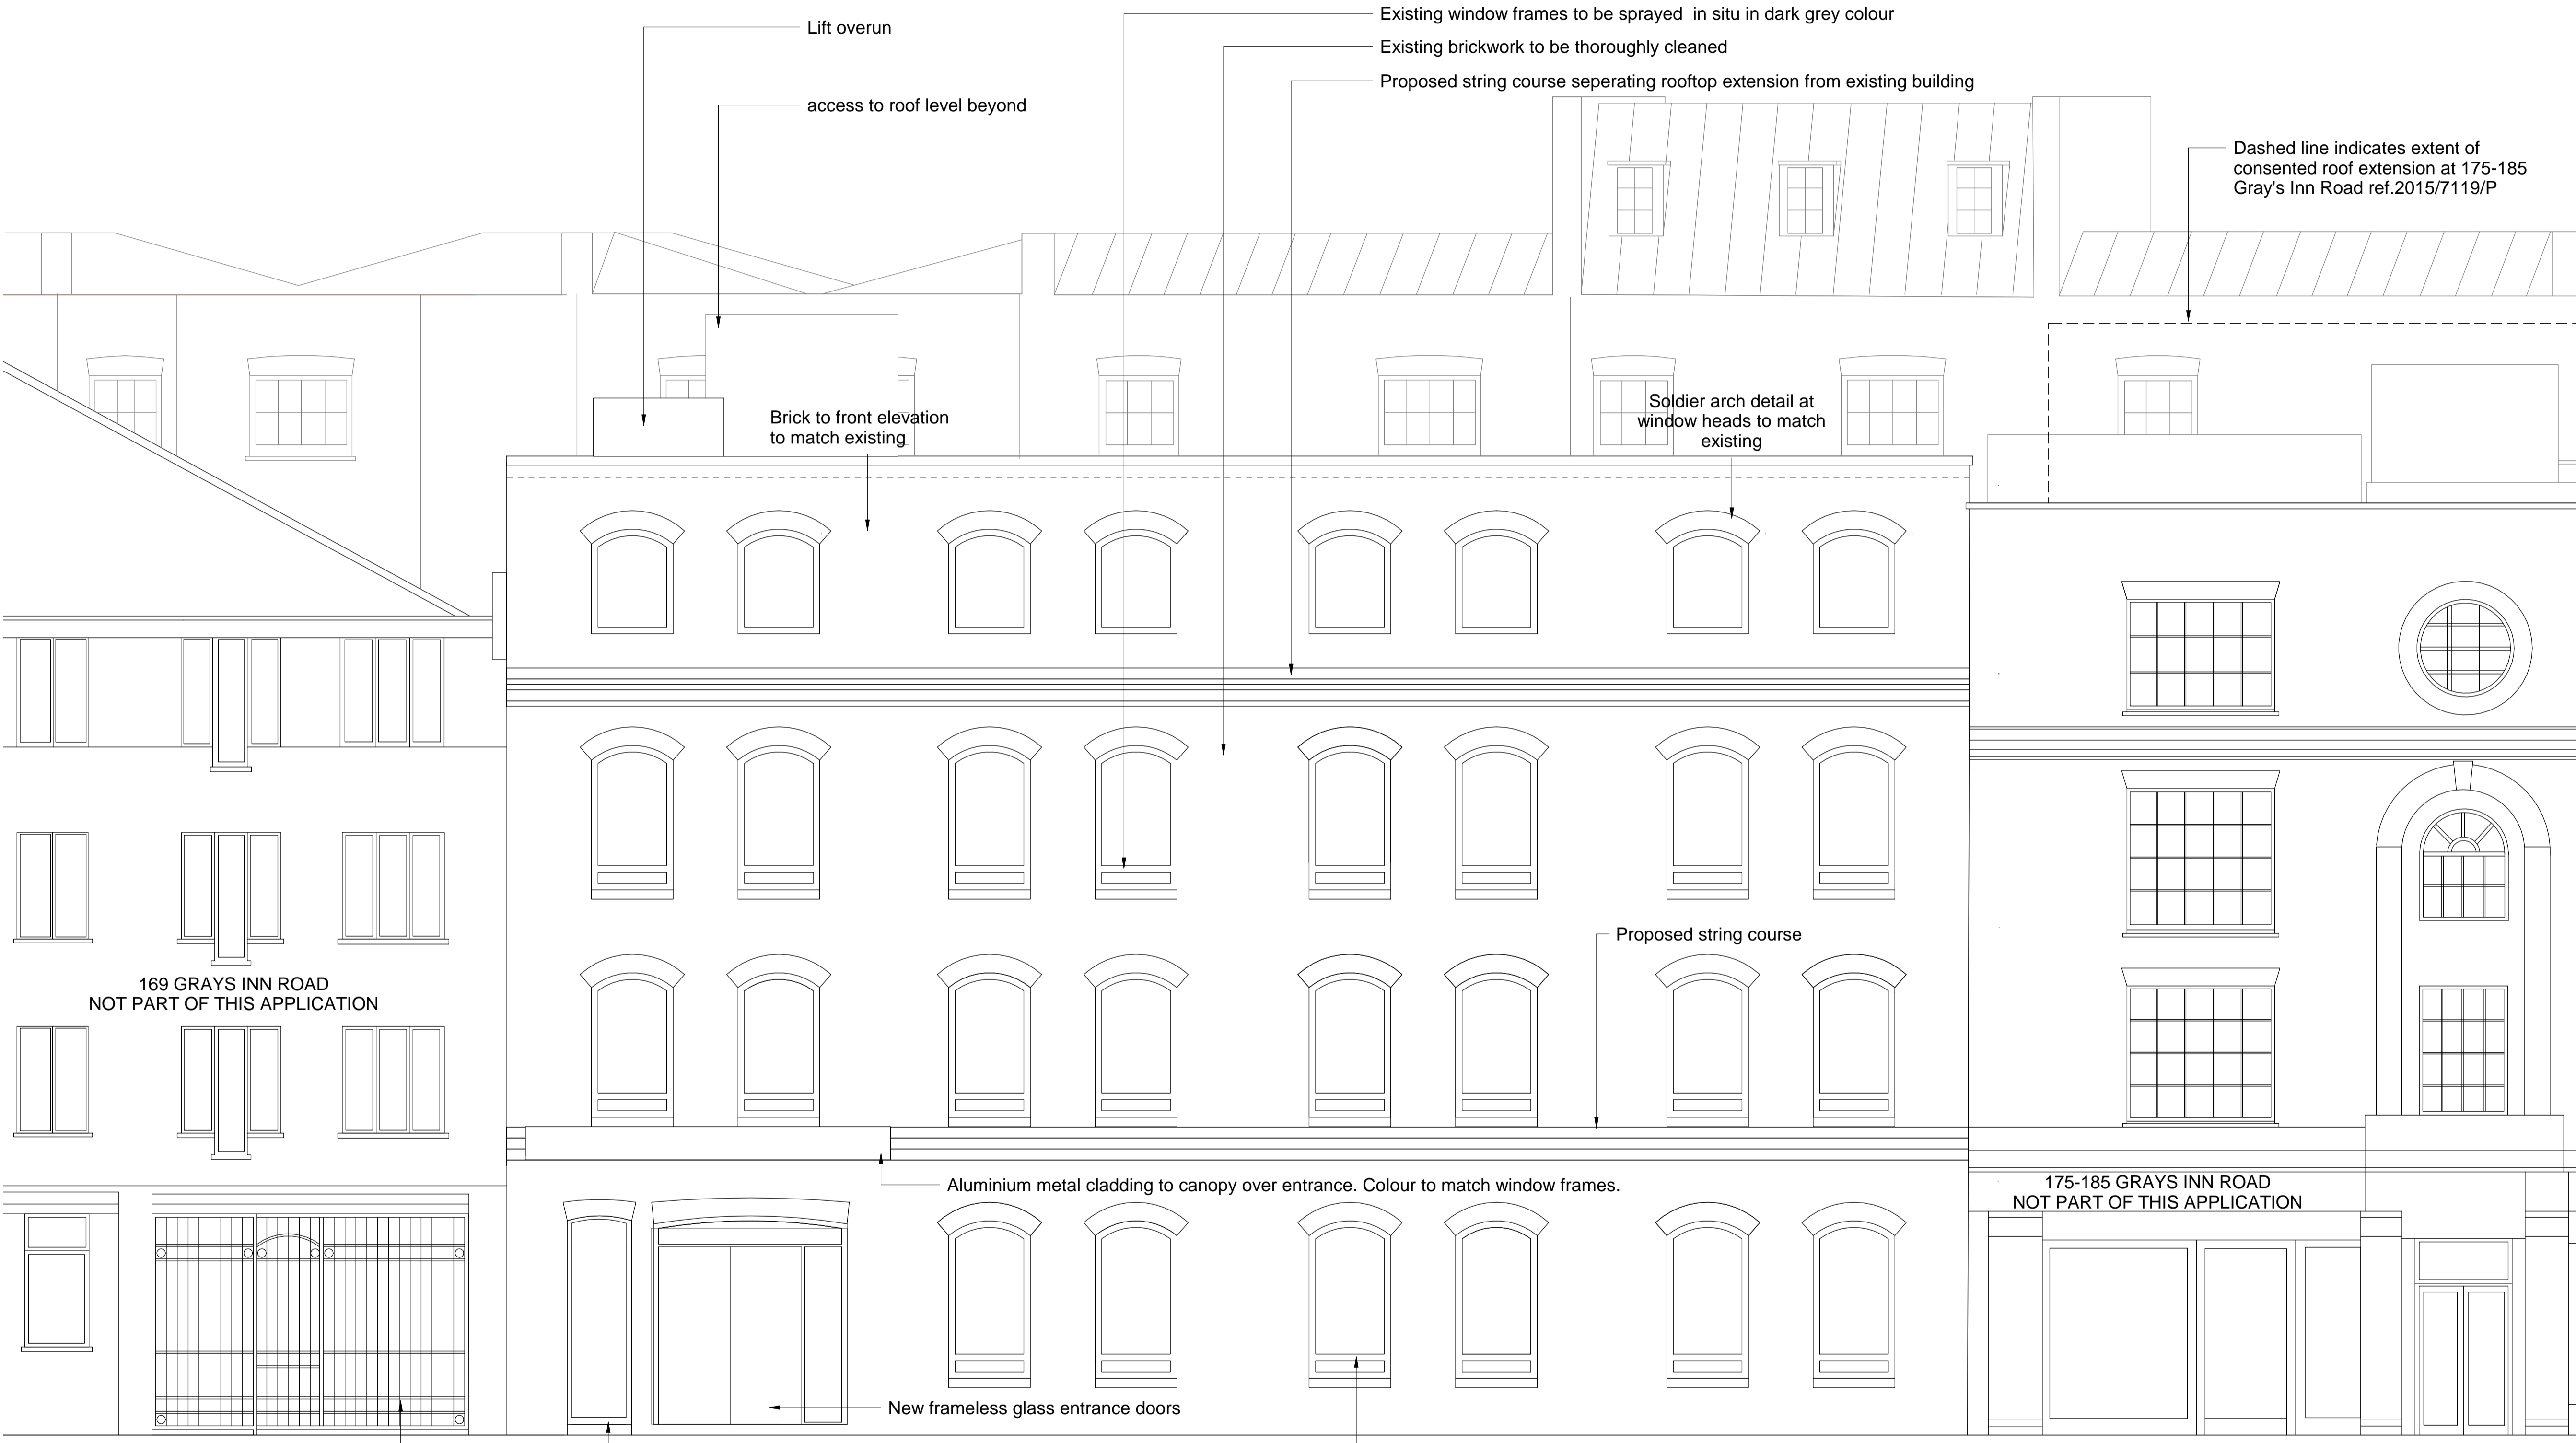 Existing window frames to be sprayed in situ in dark grey colour
Lift overun
Existing brickwork to be thoroughly cleaned
Proposed string course seperating rooftop extension from existing building
access to roof level beyond
Dashed line indicates extent of
consented roof extension at 175-185
Gray's Inn Road ref.2015/7119/P
Brick to front elevation
to match existing
Soldier arch detail at
window heads to match
existing
Proposed string course
169 GRAYS INN ROAD
NOT PART OF THIS APPLICATION
Aluminium metal cladding to canopy over entrance. Colour to match window frames.
175-185 GRAYS INN ROAD
NOT PART OF THIS APPLICATION
New frameless glass entrance doors